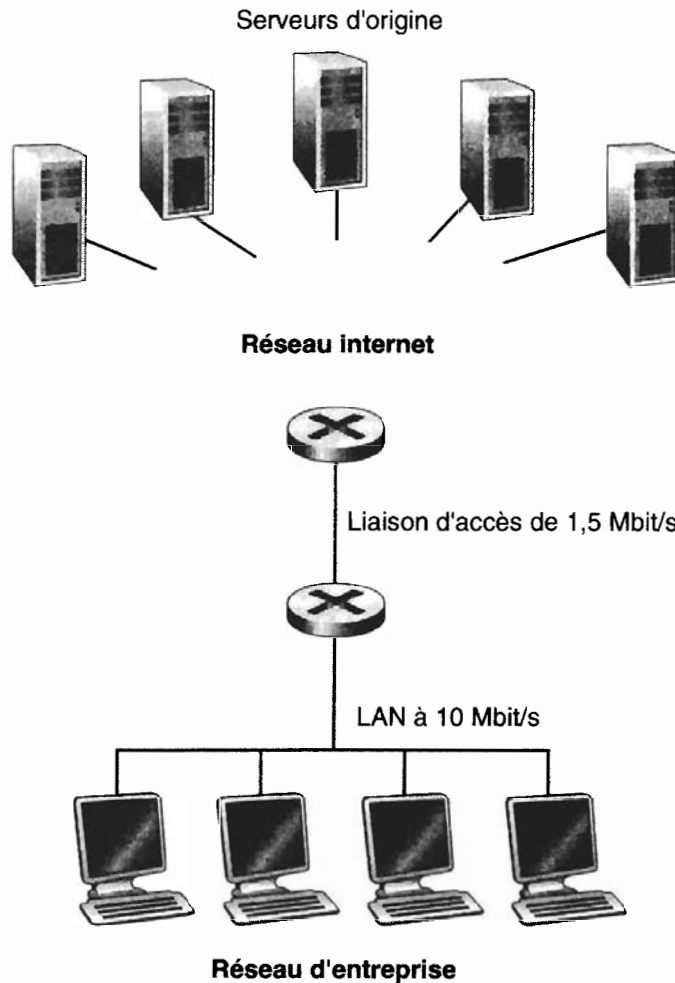 Serveurs d'origine
Réseau internet
Liaison d'accès de 1,5 Mbit/s
LAN à 10 Mbit/s
Réseau d'entreprise